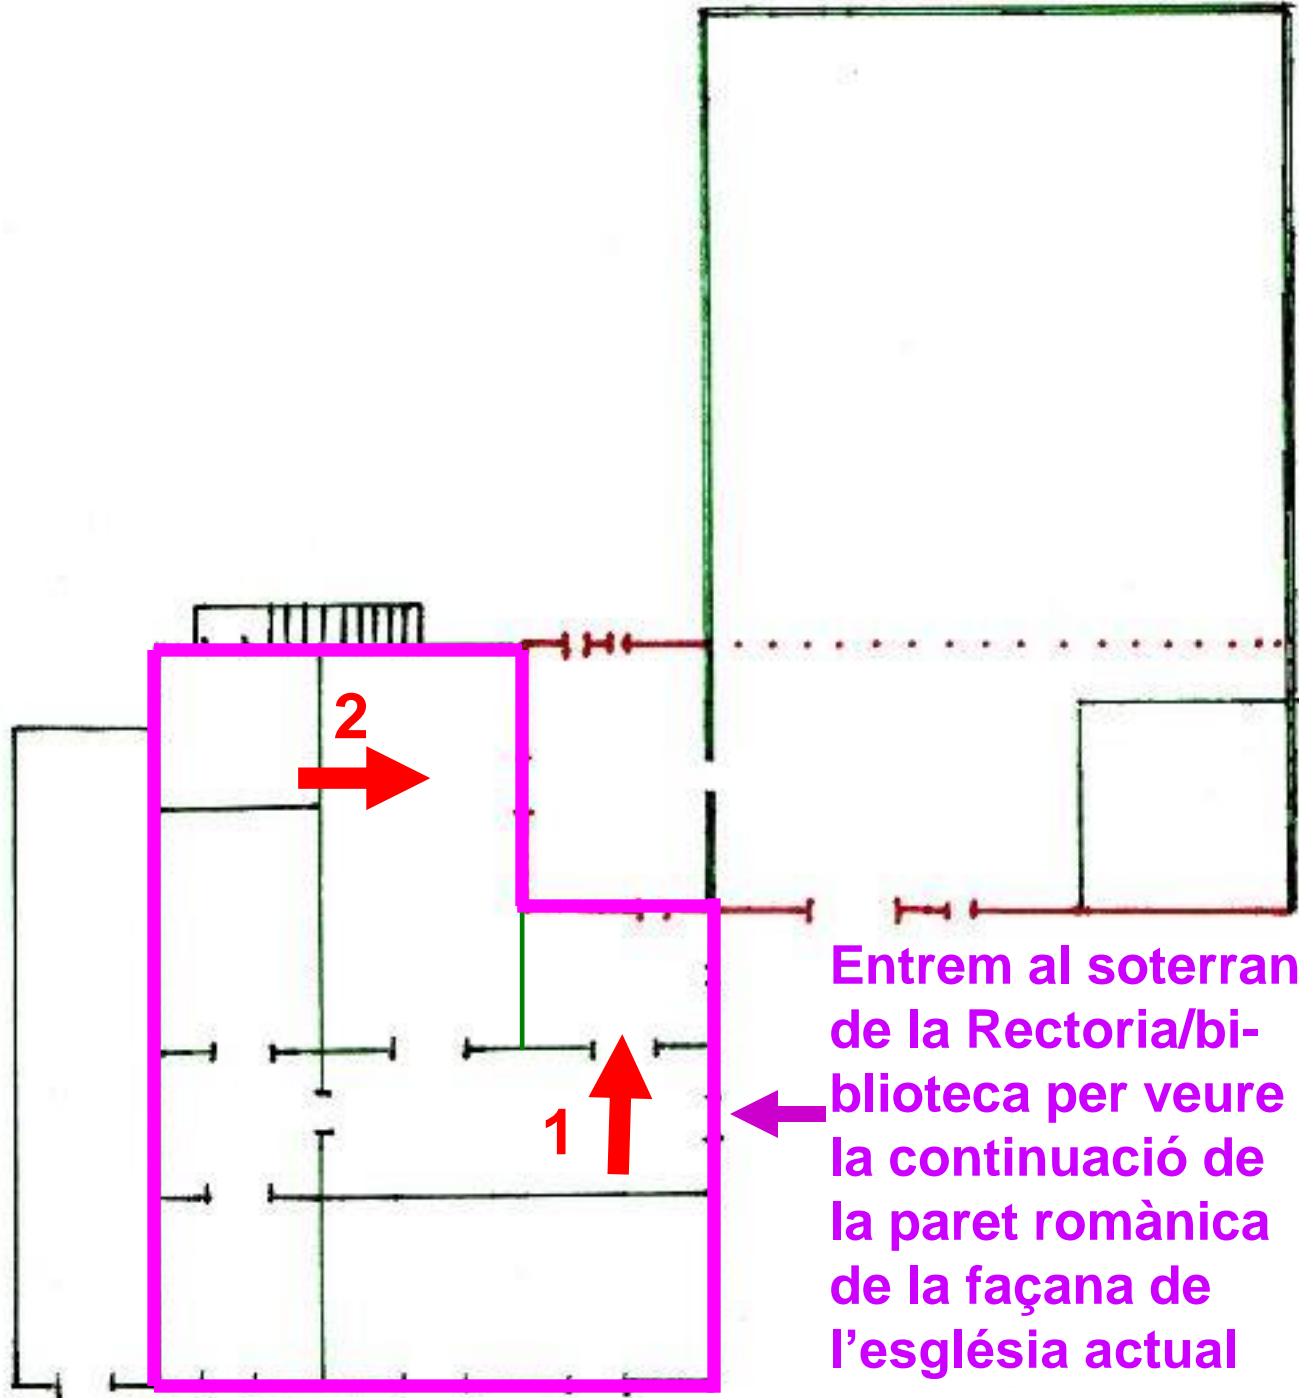 2
Entrem al soterrani
de la Rectoria/bi-
blioteca per veure
1
la continuació de
la paret romànica
de la façana de
l’església actual